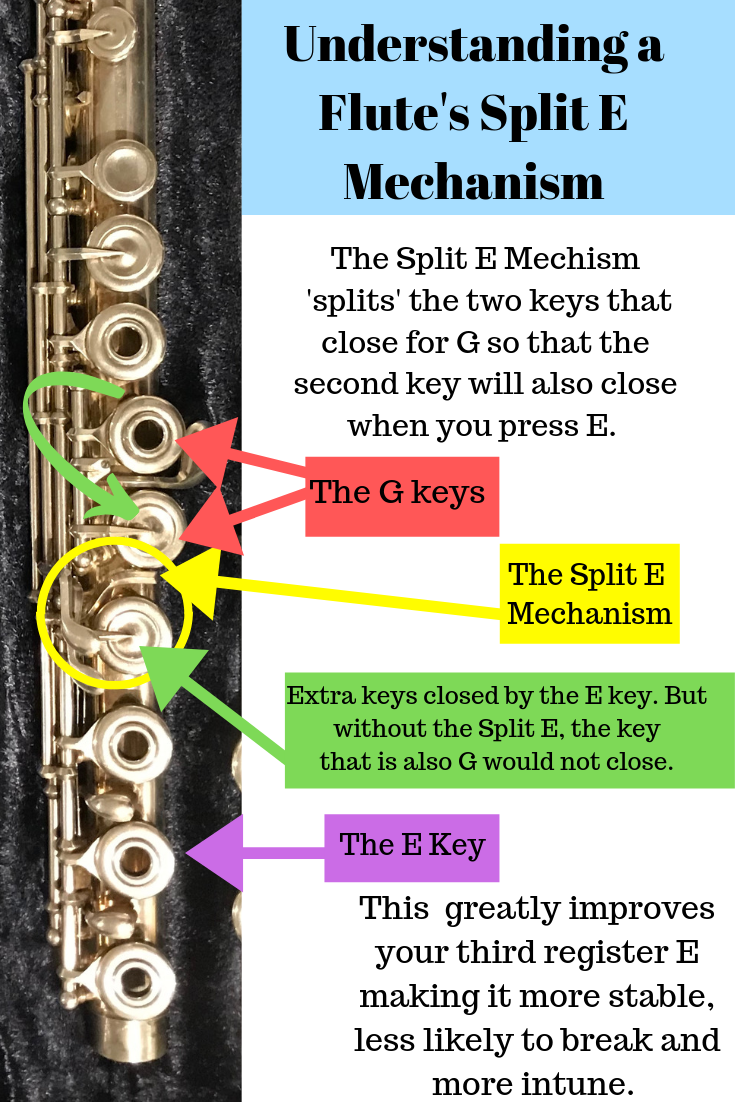 Understanding a
Flute's Split E
Mechanism
The Split E Mechism
'splits' the two keys that
close for G so that the
second key will also close
when you press E.
The G keys
The Split E
Mechanism
Extra keys closed by the E key. But
without the Split E, the key
that is also G would not close.
The E Key
This  greatly improves
your third register E
making it more stable,
less likely to break and
more intune.